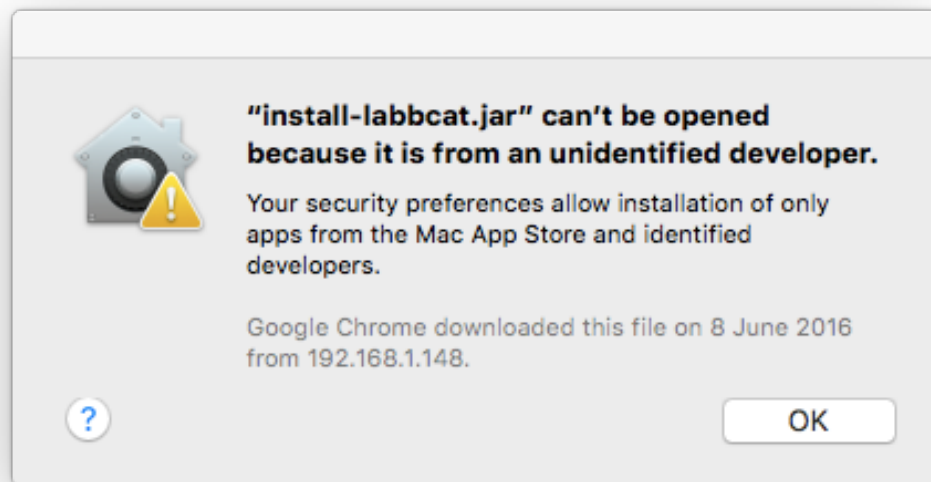 “install-labbcat.jar” can’t be opened
because it is from an unidentified developer.
Your security preferences allow installation of only
apps from the Mac App Store and identified
developers.
Google Chrome downloaded this file on 8 June 2016
from 192.168.1.148.
?
OK